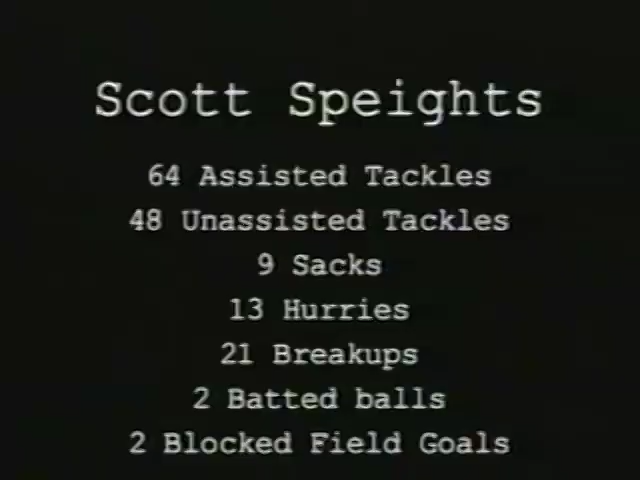 Scott Speights
64 Assisted Tackles
48 Unassisted Tackles
9 Sacks
13 Hurries
21 Breakups
2 Batted balls
2 Blocked Field Goals